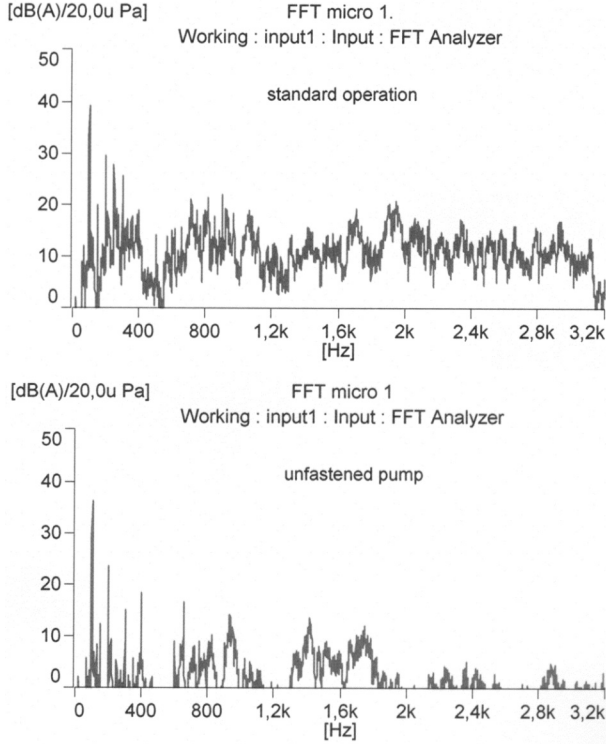 [dB(A)/20,0u Pa] FFT micro 1.
Working : input1 : Input : FFT Analyzer
standard operation
50
40
30
20
10
0
0 400 800 1,2k 1,6k 2k 2,4k 2,8k 3,2k
[Hz]
[dB(A)/20,0u Pa] FFT micro 1
Working : input1 : Input : FFT Analyzer
unfastened pump
50
40
30
20
10
0
0 400 800 1,2k 1,6k 2k 2,4k 2,8k 3,2k
[Hz]